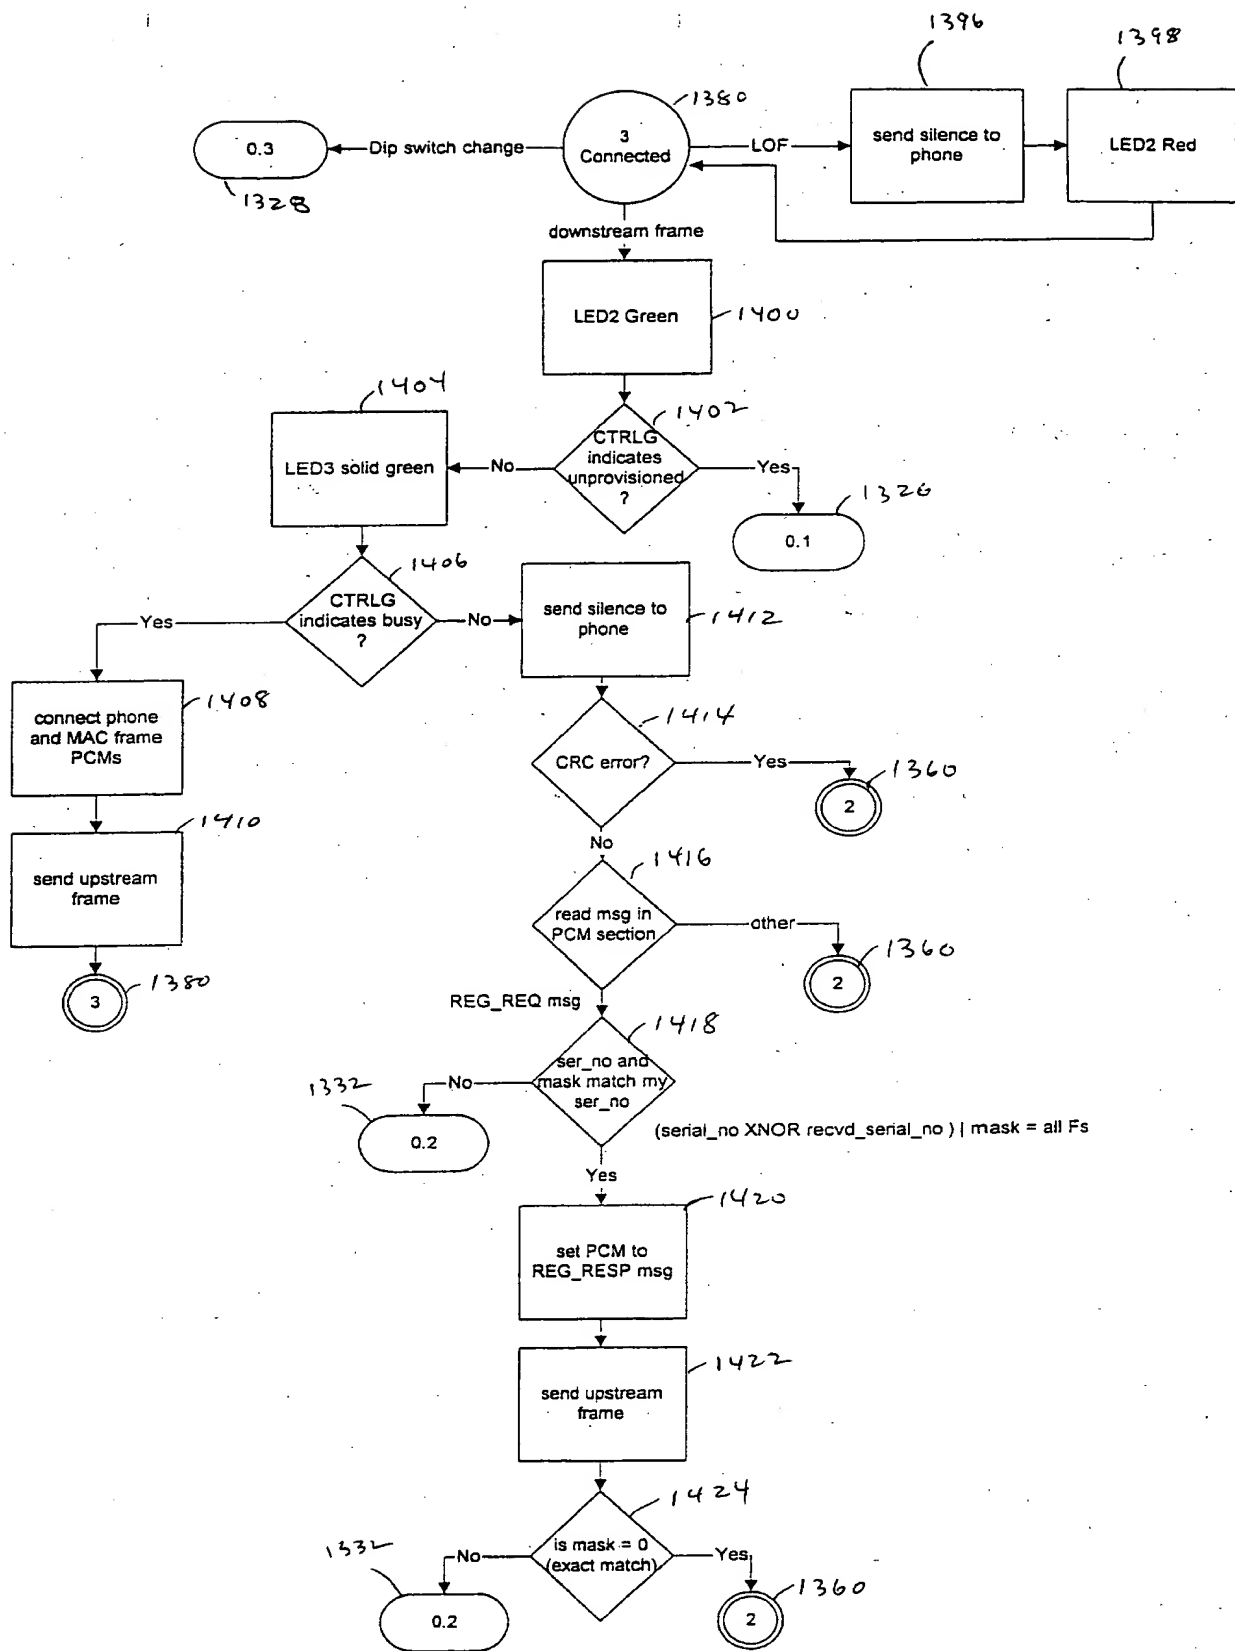 1396
1398
1380
3
Connected
0.3
Dip switch change
LOF
send silence to
phone
LED2 Red
1328
downstream frame
LED2 Green
1400
1404
1402
CTRLG
indicates
unprovisioned
?
LED3 solid green
No
Yes
1326
0.1
1406
CTRLG
indicates busy
?
Yes
No
send silence to
phone
1412
1408
connect phone
and MAC frame
PCMs
1414
CRC error?
Yes
1360
2
1410
send upstream
frame
No
1416
read msg in
PCM section
other
1360
2
1380
3
REG_REQ msg
1418
ser_no and
mask match my
ser_no
No
1332
0.2
(serial_no XNOR recvd_serial_no ) | mask = all Fs
Yes
1420
set PCM to
REG_RESP msg
1422
send upstream
frame
1424
is mask = 0
(exact match)
No
Yes
1332
0.2
1360
2